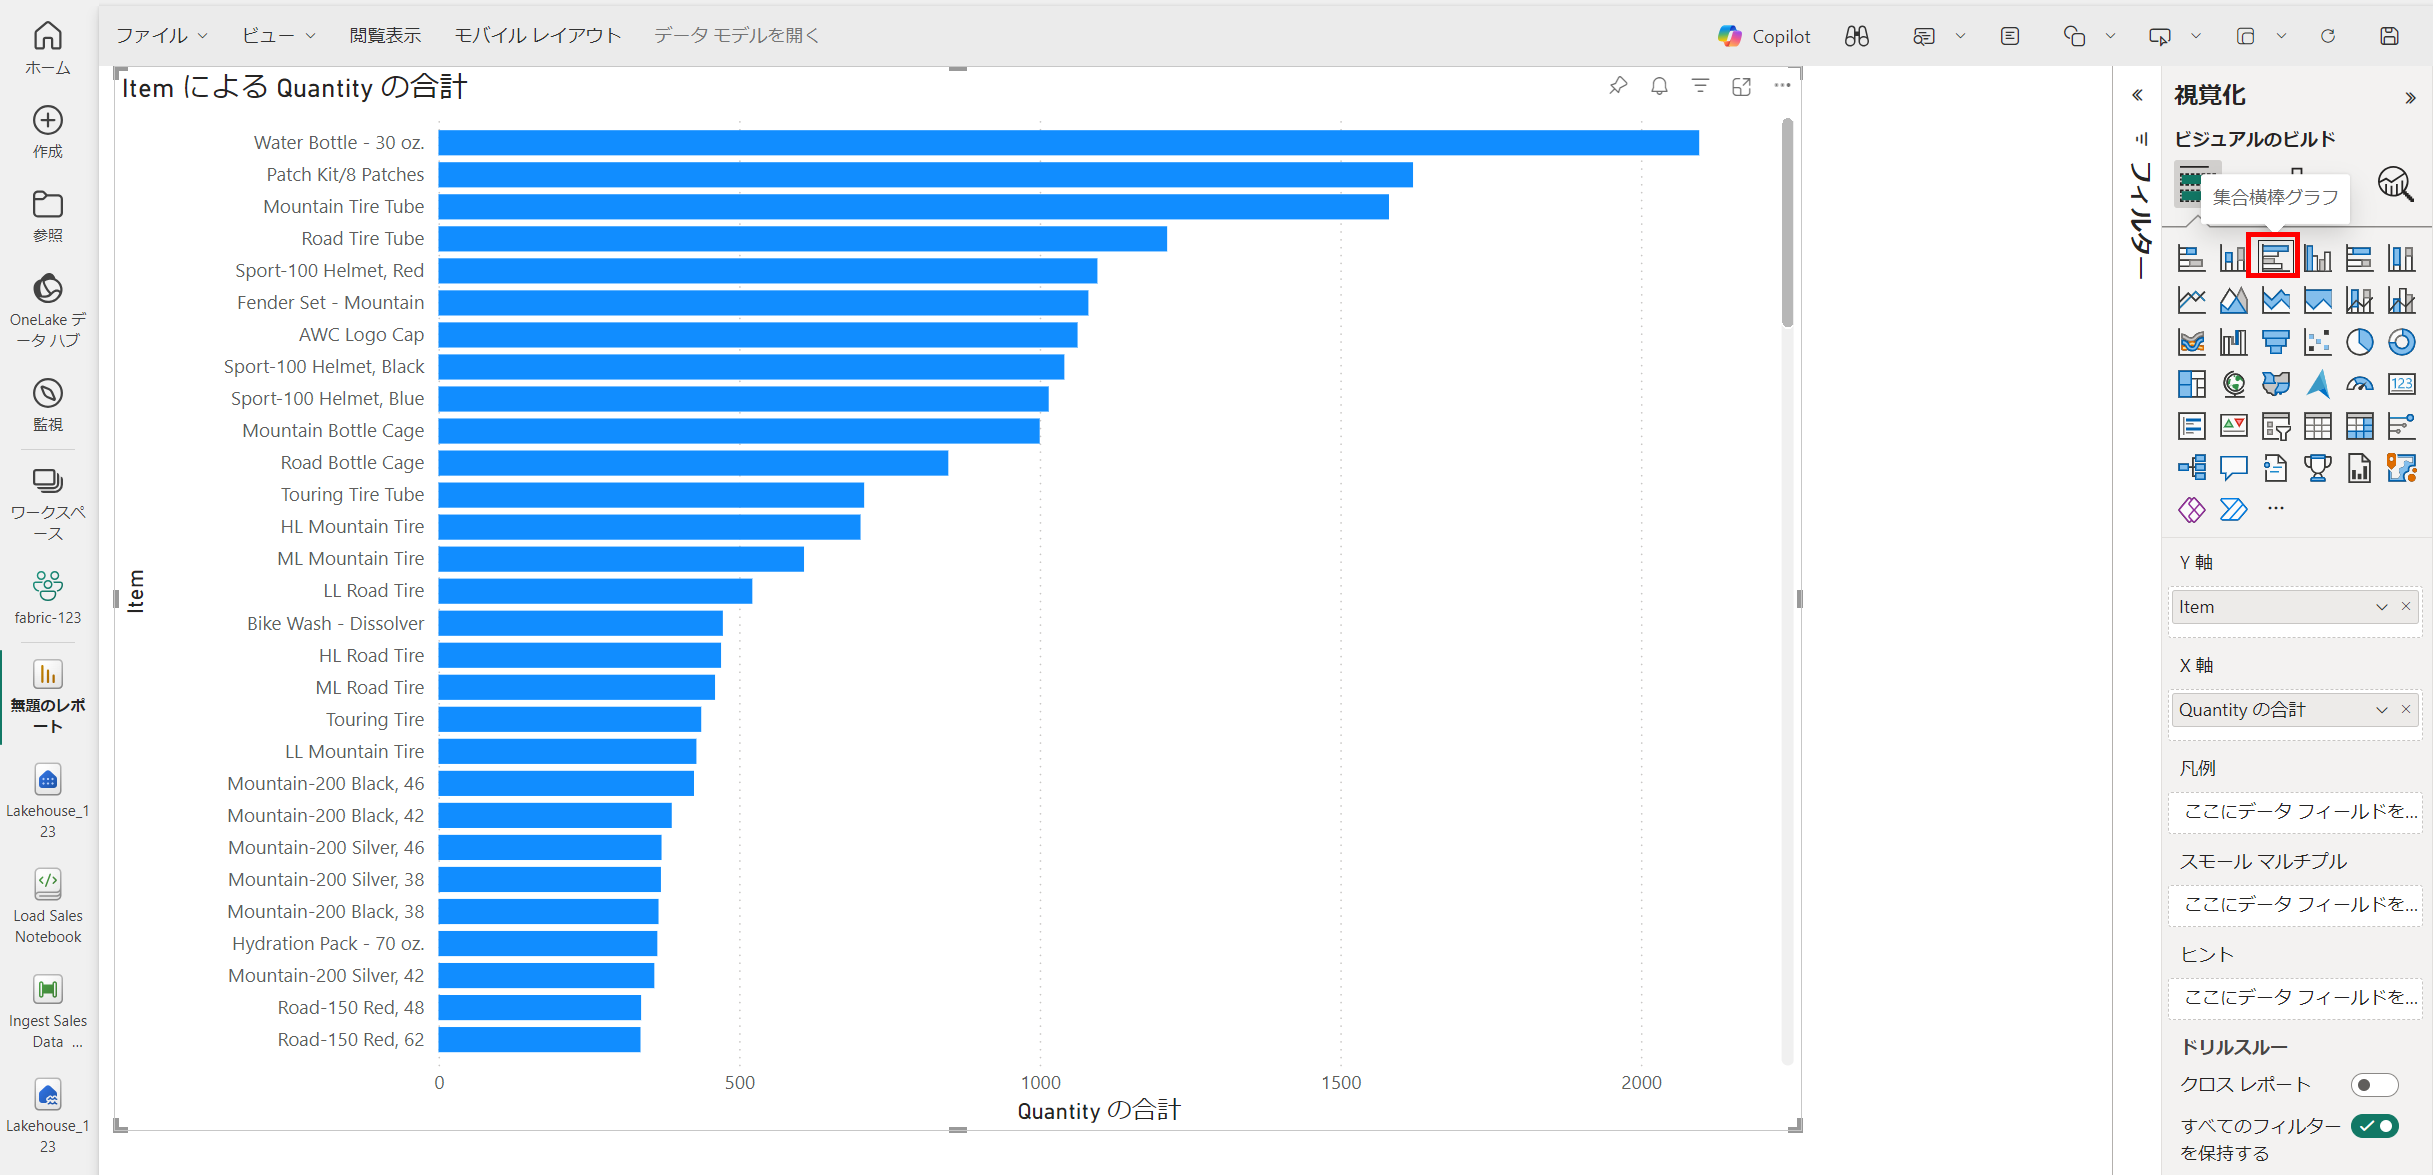 ファイル
ビュー
閲覧表示
モバイル レイアウト
データ モデルを開く
Copilot
ホーム
作成
参照
OneLake デ
ータ ハブ
監視
ワークスペ
ース
fabric-123
無題のレポ
ート
Lakehouse_1
23
Load Sales
Notebook
Ingest Sales
Data ...
Lakehouse_1
23
Item による Quantity の合計
Item
Water Bottle - 30 oz.
Patch Kit/8 Patches
Mountain Tire Tube
Road Tire Tube
Sport-100 Helmet, Red
Fender Set - Mountain
AWC Logo Cap
Sport-100 Helmet, Black
Sport-100 Helmet, Blue
Mountain Bottle Cage
Road Bottle Cage
Touring Tire Tube
HL Mountain Tire
ML Mountain Tire
LL Road Tire
Bike Wash - Dissolver
HL Road Tire
ML Road Tire
Touring Tire
LL Mountain Tire
Mountain-200 Black, 46
Mountain-200 Black, 42
Mountain-200 Silver, 46
Mountain-200 Silver, 38
Mountain-200 Black, 38
Hydration Pack - 70 oz.
Mountain-200 Silver, 42
Road-150 Red, 48
Road-150 Red, 62
0 500 1000 1500 2000
Quantity の合計
フィルター
視覚化
ビジュアルのビルド
集合横棒グラフ
123
Y 軸
Item
X 軸
Quantity の合計
凡例
ここにデータ フィールドを...
スモール マルチプル
ここにデータ フィールドを...
ヒント
ここにデータ フィールドを...
ドリルスルー
クロス レポート
すべてのフィルター
を保持する